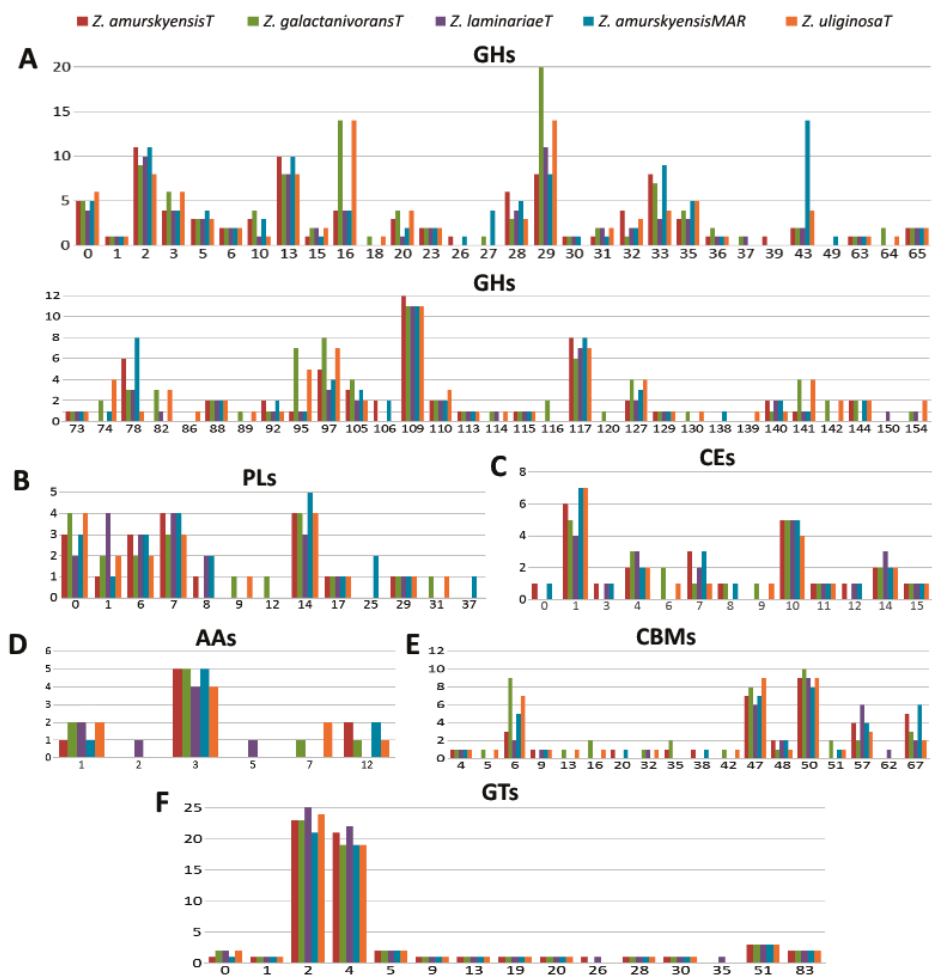 Z. amurskyensisT Z. galactanivoransT Z. laminariaeT Z. amurskyensisMAR Z. uliginosaT
A
GHs
20
15
10
5
0
0 1 2 3 5 6 10 13 15 16 18 20 23 26 27 28 29 30 31 32 33 35 36 37 39 43 49 63 64 65
GHs
12
10
8
6
4
2
0
73 74 78 82 86 88 89 92 95 97 105 106 109 110 113 114 115 116 117 120 127 129 130 138 139 140 141 142 144 150 154
B
PLs
5
4
3
2
1
0
0 1 6 7 8 9 12 14 17 25 29 31 37
C
CEs
8
6
4
2
0
0 1 3 4 6 7 8 9 10 11 12 14 15
D
AAs
6
5
4
3
2
1
0
1 2 3 5 7 12
E
CBMs
12
10
8
6
4
2
0
4 5 6 9 13 16 20 32 35 38 42 47 48 50 51 57 62 67
F
GTs
25
20
15
10
5
0
0 1 2 4 5 9 13 19 20 26 28 30 35 51 83